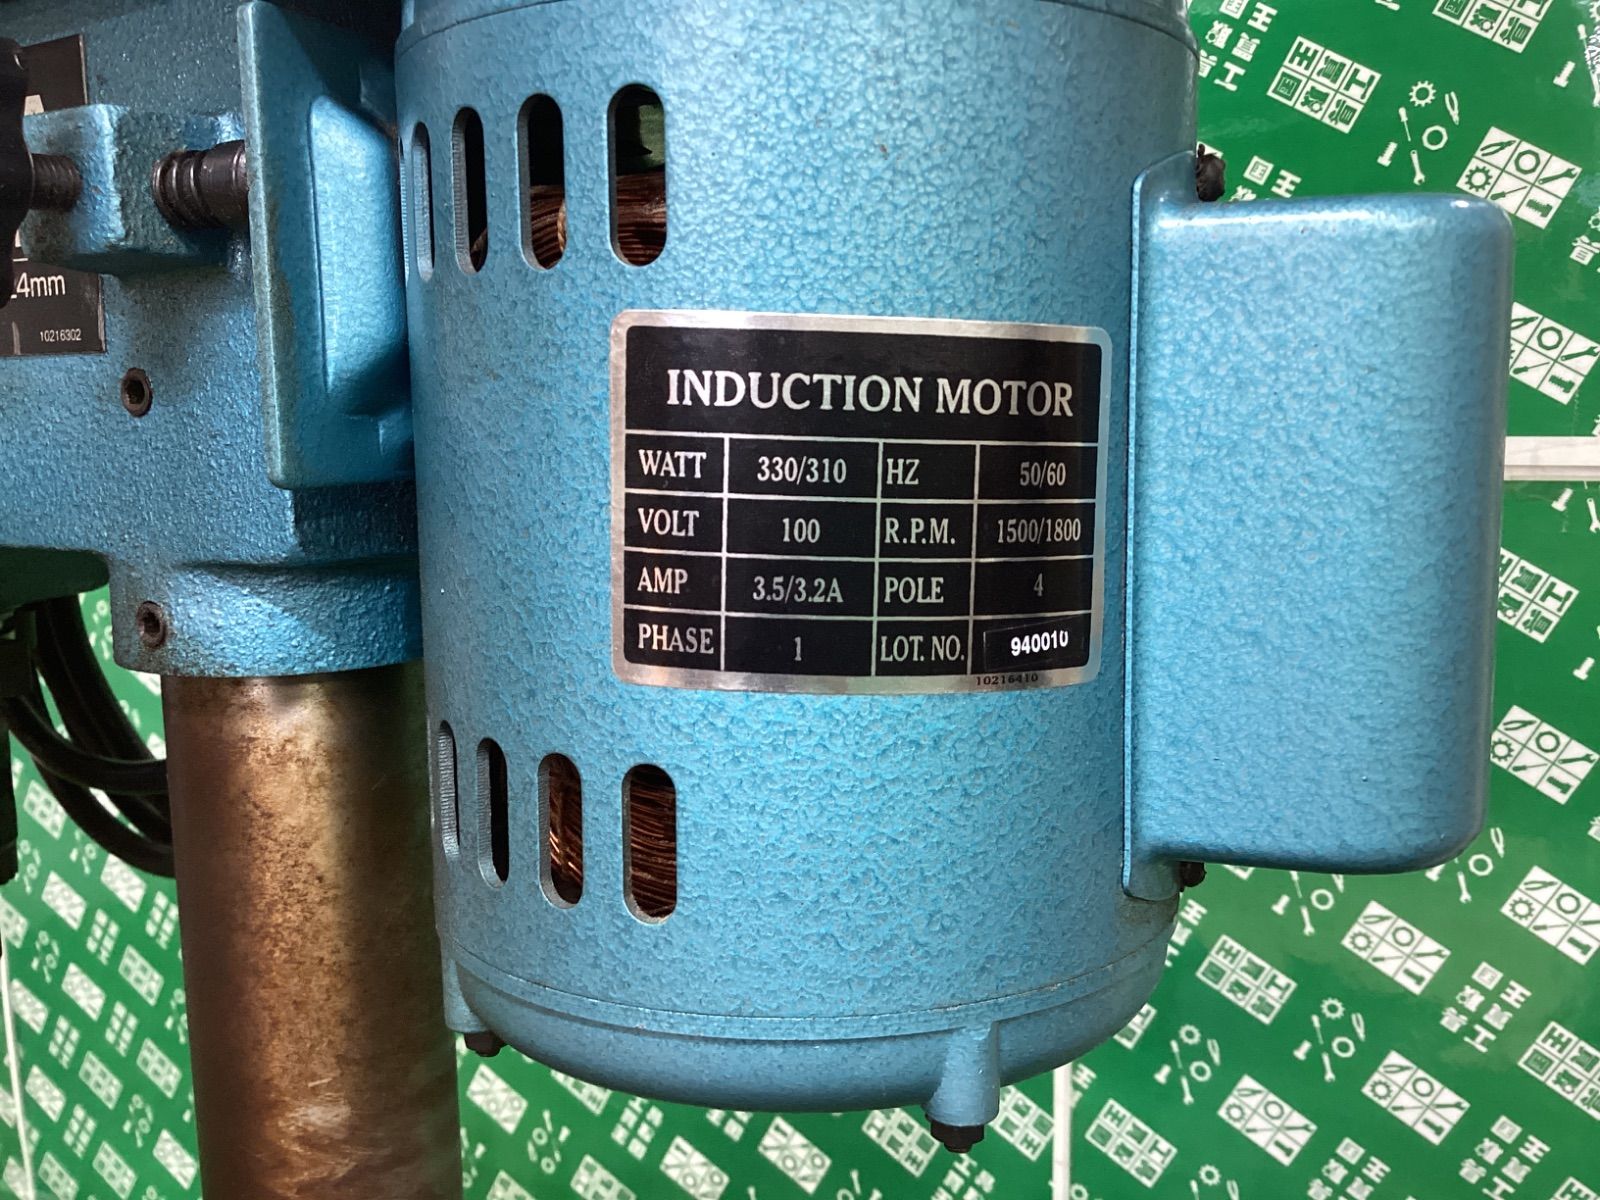 4mm
10216302
INDUCTION MOTOR
WATT 330/310 HZ 50/60
VOLT 100 R.P.M. 1500/1800
AMP 3.5/3.2A POLE 4
PHASE 1 LOT. NO. 940010
10216410